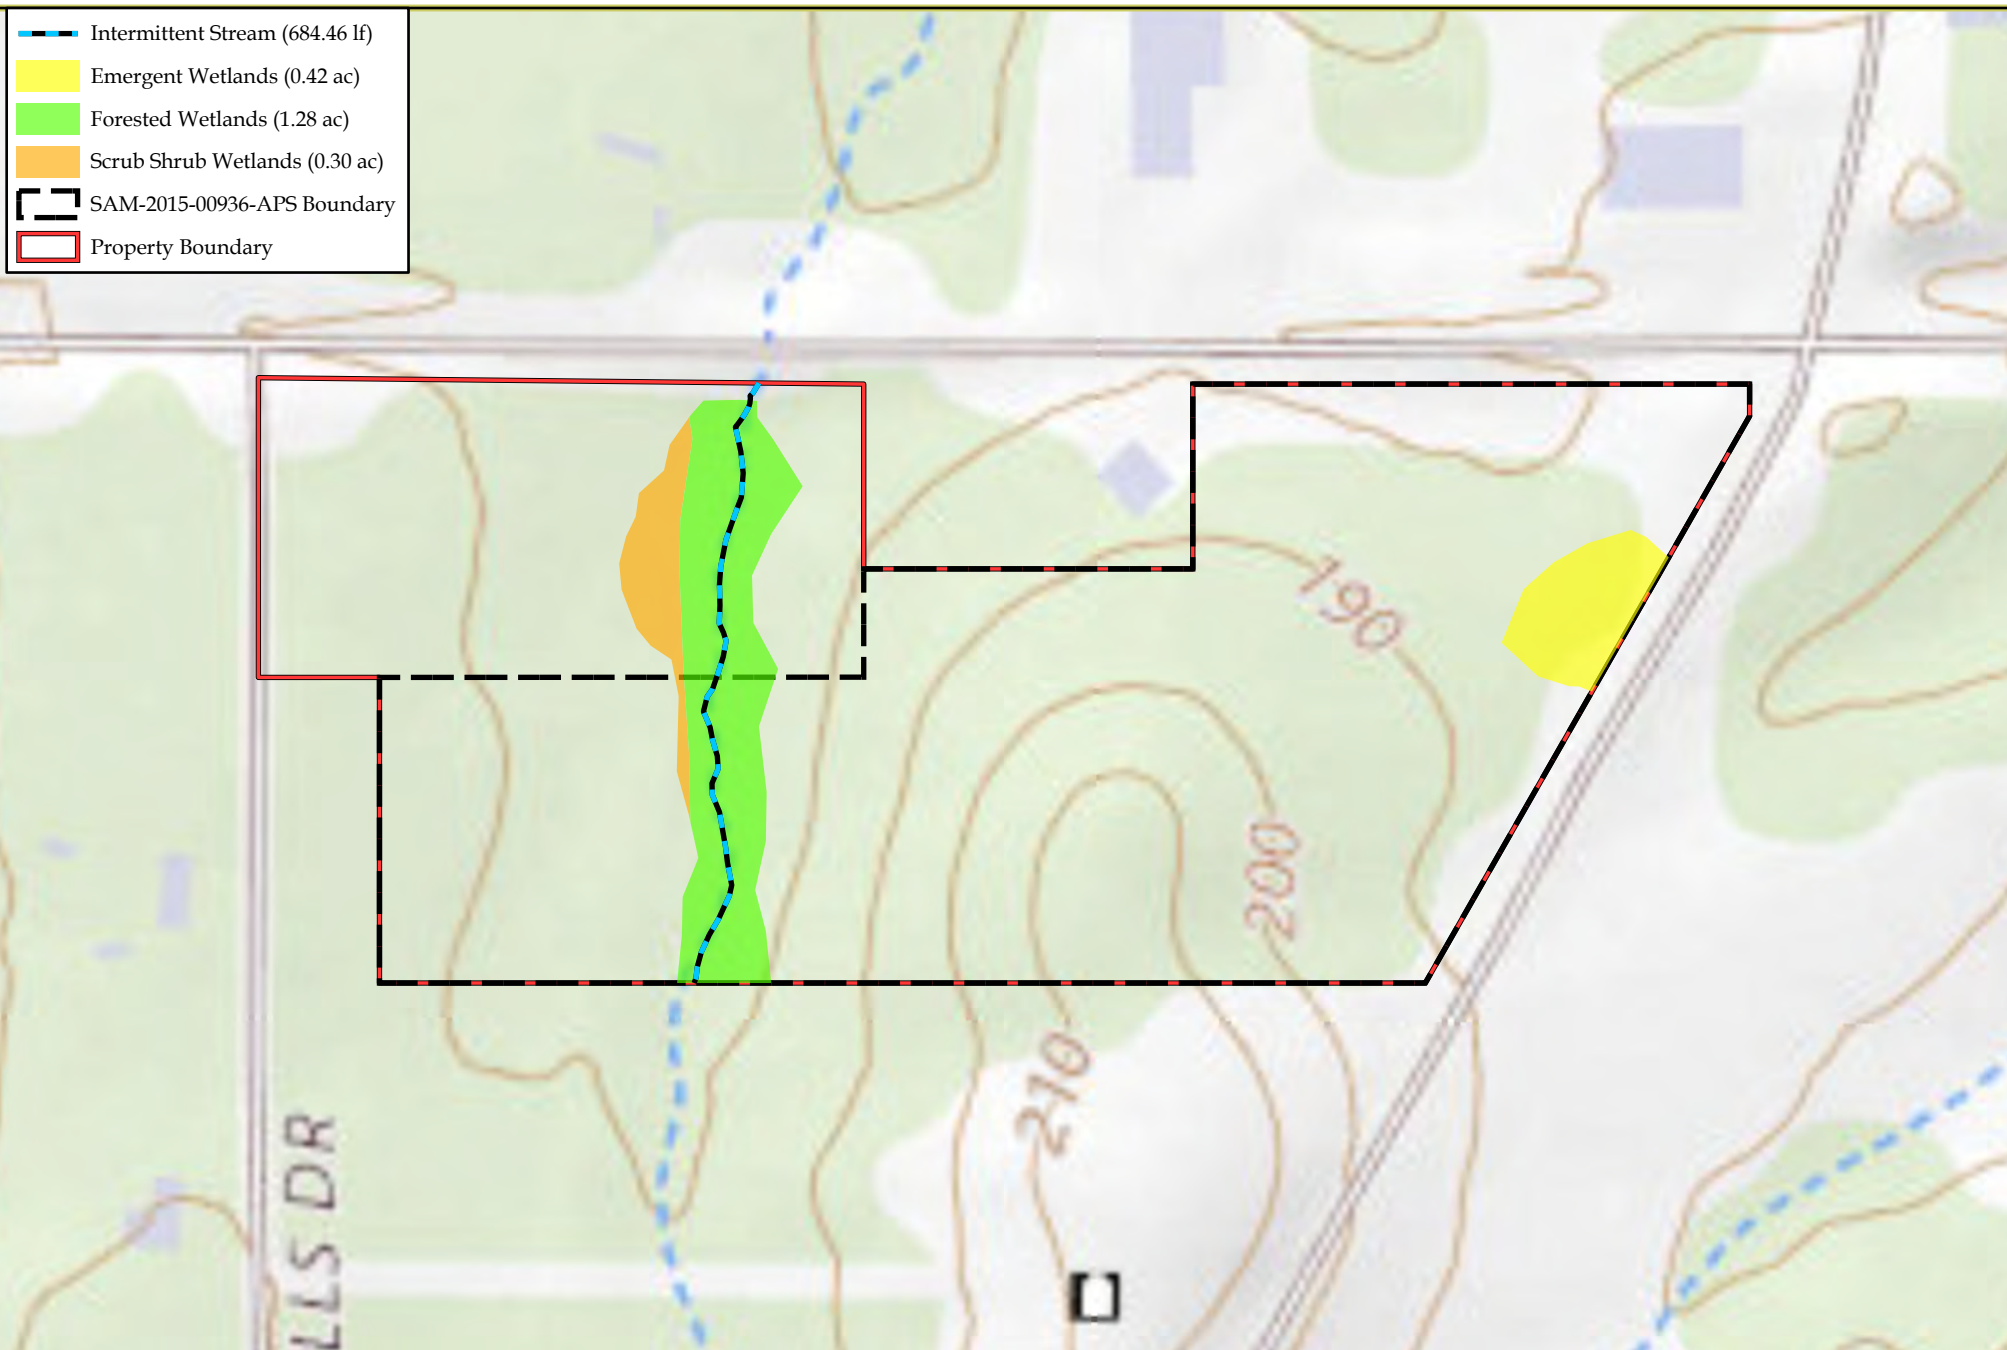 Intermittent Stream (684.46 lf)
Emergent Wetlands (0.42 ac)
Forested Wetlands (1.28 ac)
Scrub Shrub Wetlands (0.30 ac)
SAM-2015-00936-APS Boundary
Property Boundary
190
200
210
LLS DR